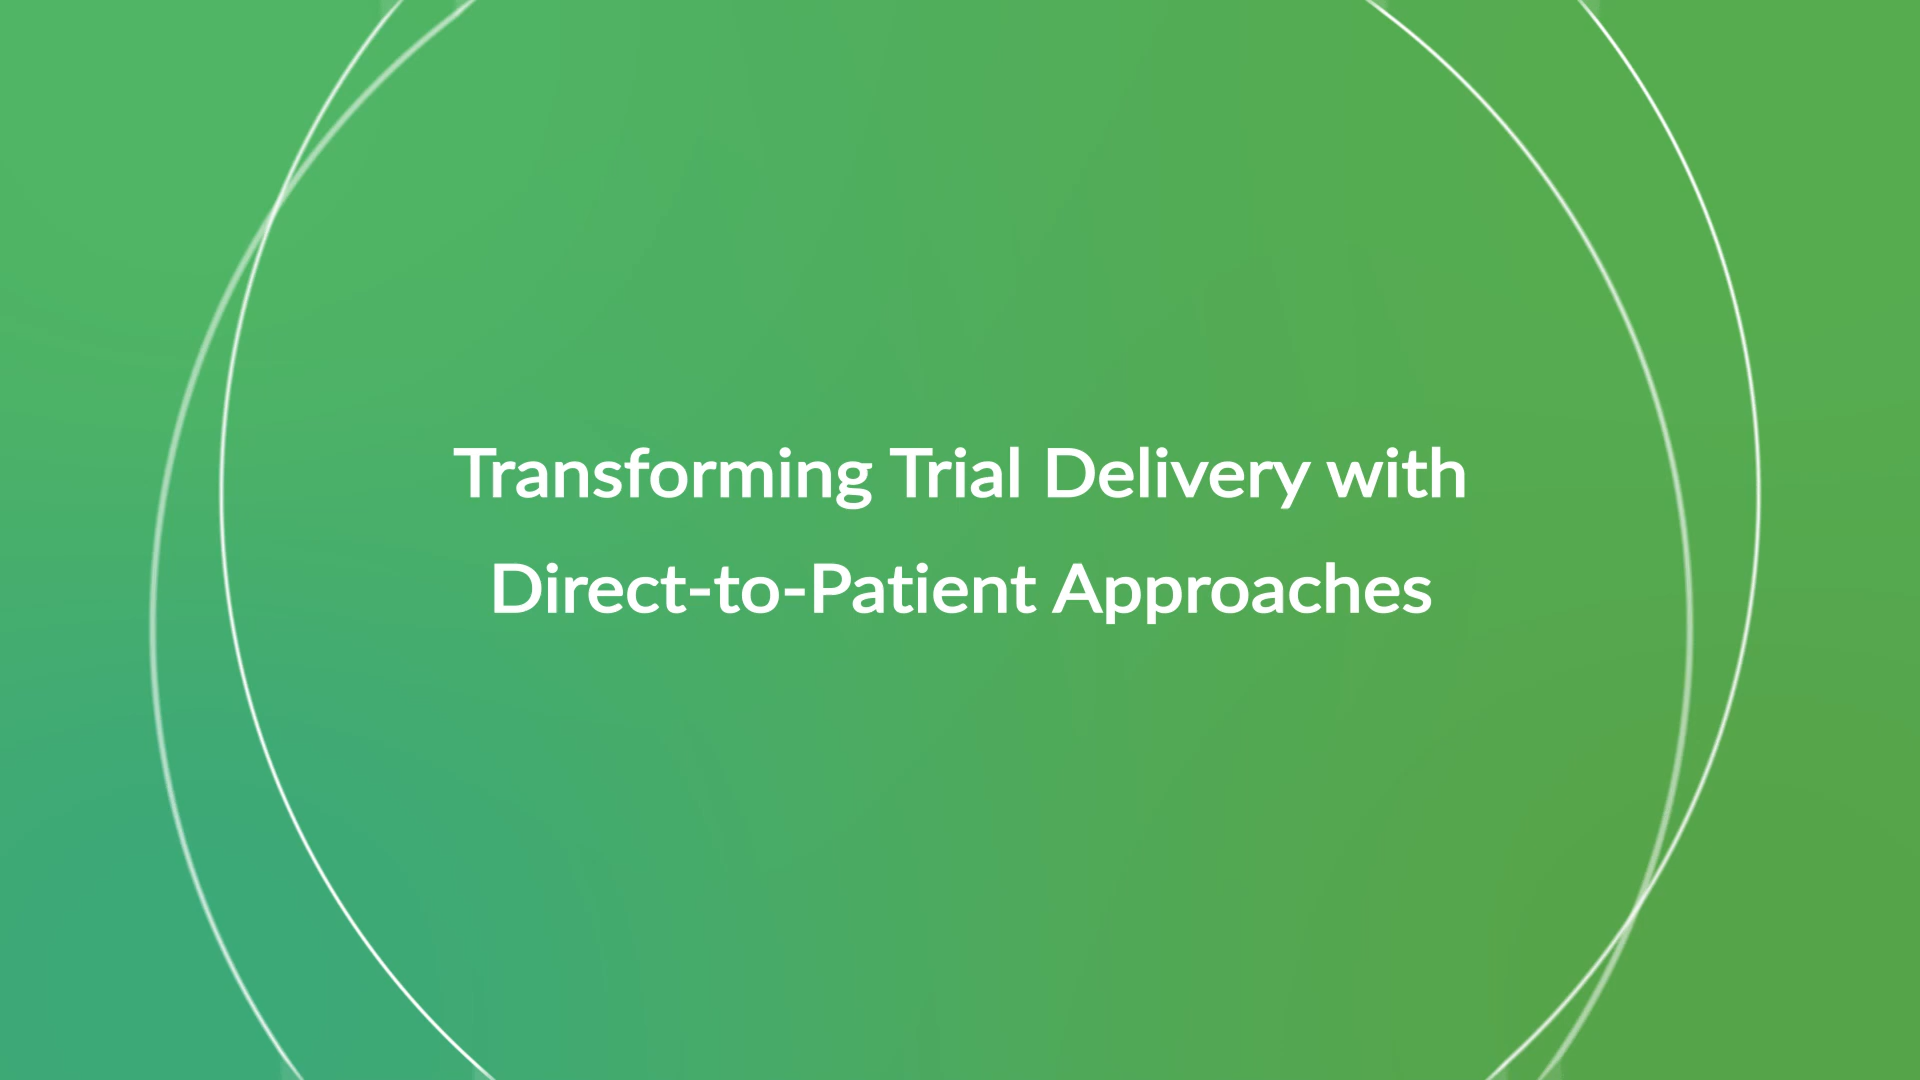 Transforming Trial Delivery with
Direct-to-Patient Approaches